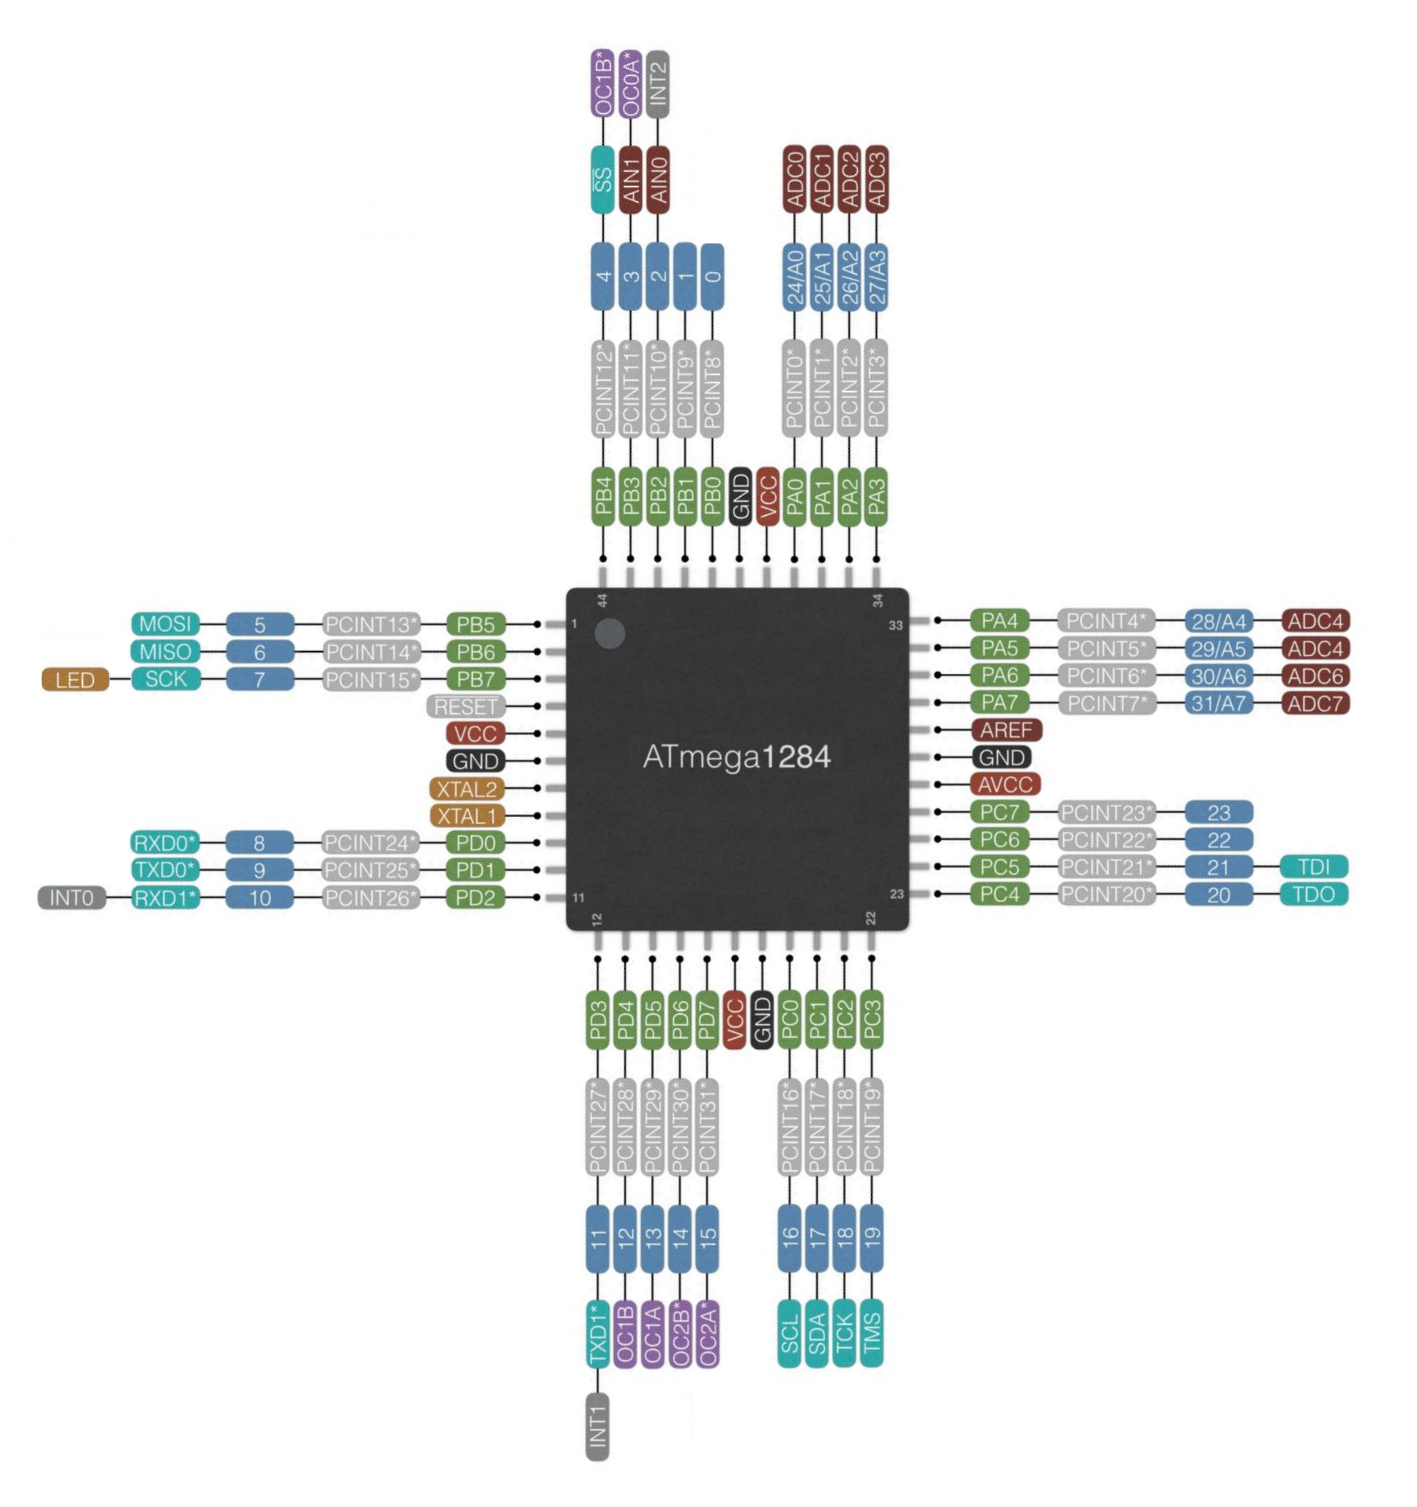 OC1B* OC0A* INT2
SS AIN1 AIN0 ADC0 ADC1 ADC2 ADC3
4 3 2 1 0 24/A0 25/A1 26/A2 27/A3
PCINT12* PCINT11* PCINT10* PCINT9* PCINT8* PCINT0* PCINT1* PCINT2* PCINT3*
PB4 PB3 PB2 PB1 PB0 GND VCC PA0 PA1 PA2 PA3
44 34
MOSI 5 PCINT13* PB5 1
MISO 6 PCINT14* PB6
LED SCK 7 PCINT15* PB7
RESET
VCC
GND
XTAL2
XTAL1
RXD0* 8 PCINT24* PD0
TXD0* 9 PCINT25* PD1
INT0 RXD1* 10 PCINT26* PD2 11
ATmega1284
33 PA4 PCINT4* 28/A4 ADC4
PA5 PCINT5* 29/A5 ADC4
PA6 PCINT6* 30/A6 ADC6
PA7 PCINT7* 31/A7 ADC7
AREF
GND
AVCC
PC7 PCINT23* 23
PC6 PCINT22* 22
PC5 PCINT21* 21 TDI
23 PC4 PCINT20* 20 TDO
12 22
PD3 PD4 PD5 PD6 PD7 VCC GND PC0 PC1 PC2 PC3
PCINT27* PCINT28* PCINT29* PCINT30* PCINT31* PCINT16* PCINT17* PCINT18* PCINT19*
11 12 13 14 15 16 17 18 19
TXD1* OC1B OC1A OC2B* OC2A* SCL SDA TCK TMS
INT1